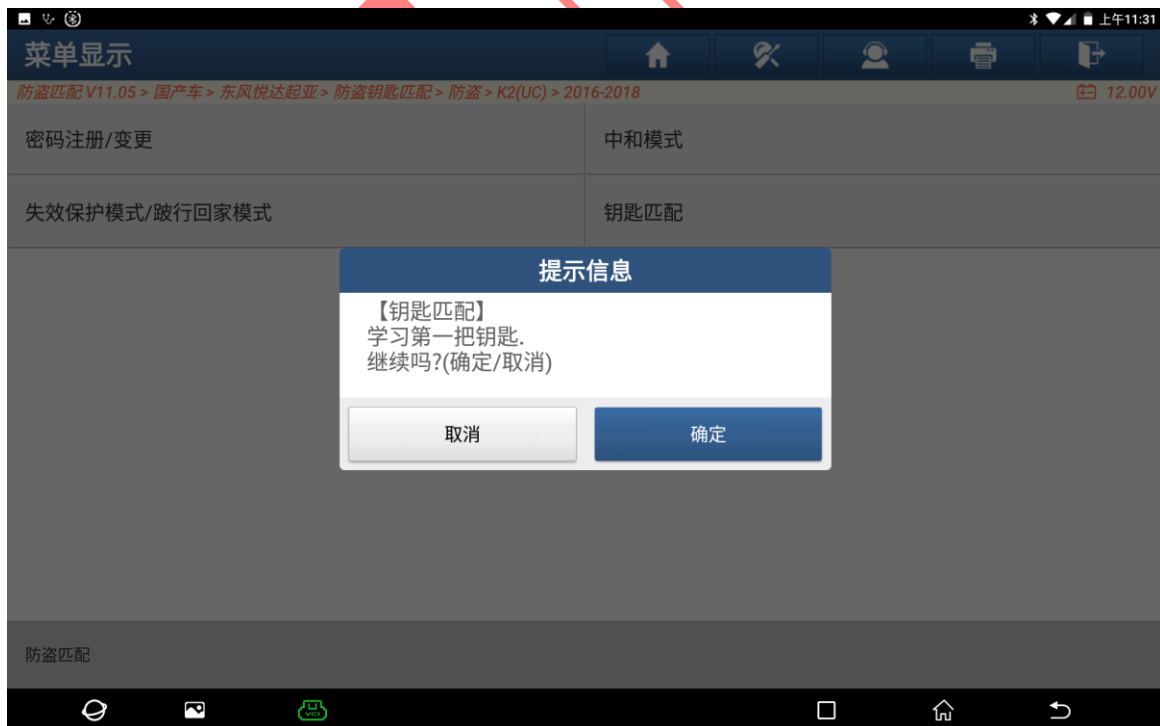 上午11:31
菜单显示
防盗匹配 V11.05 > 国产车 > 东风悦达起亚 > 防盗钥匙匹配 > 防盗 > K2(UC) > 2016-2018
12.00V
密码注册/变更
中和模式
失效保护模式/跛行回家模式
钥匙匹配
提示信息
【钥匙匹配】
学习第一把钥匙.
继续吗?(确定/取消)
取消
确定
防盗匹配
VCI